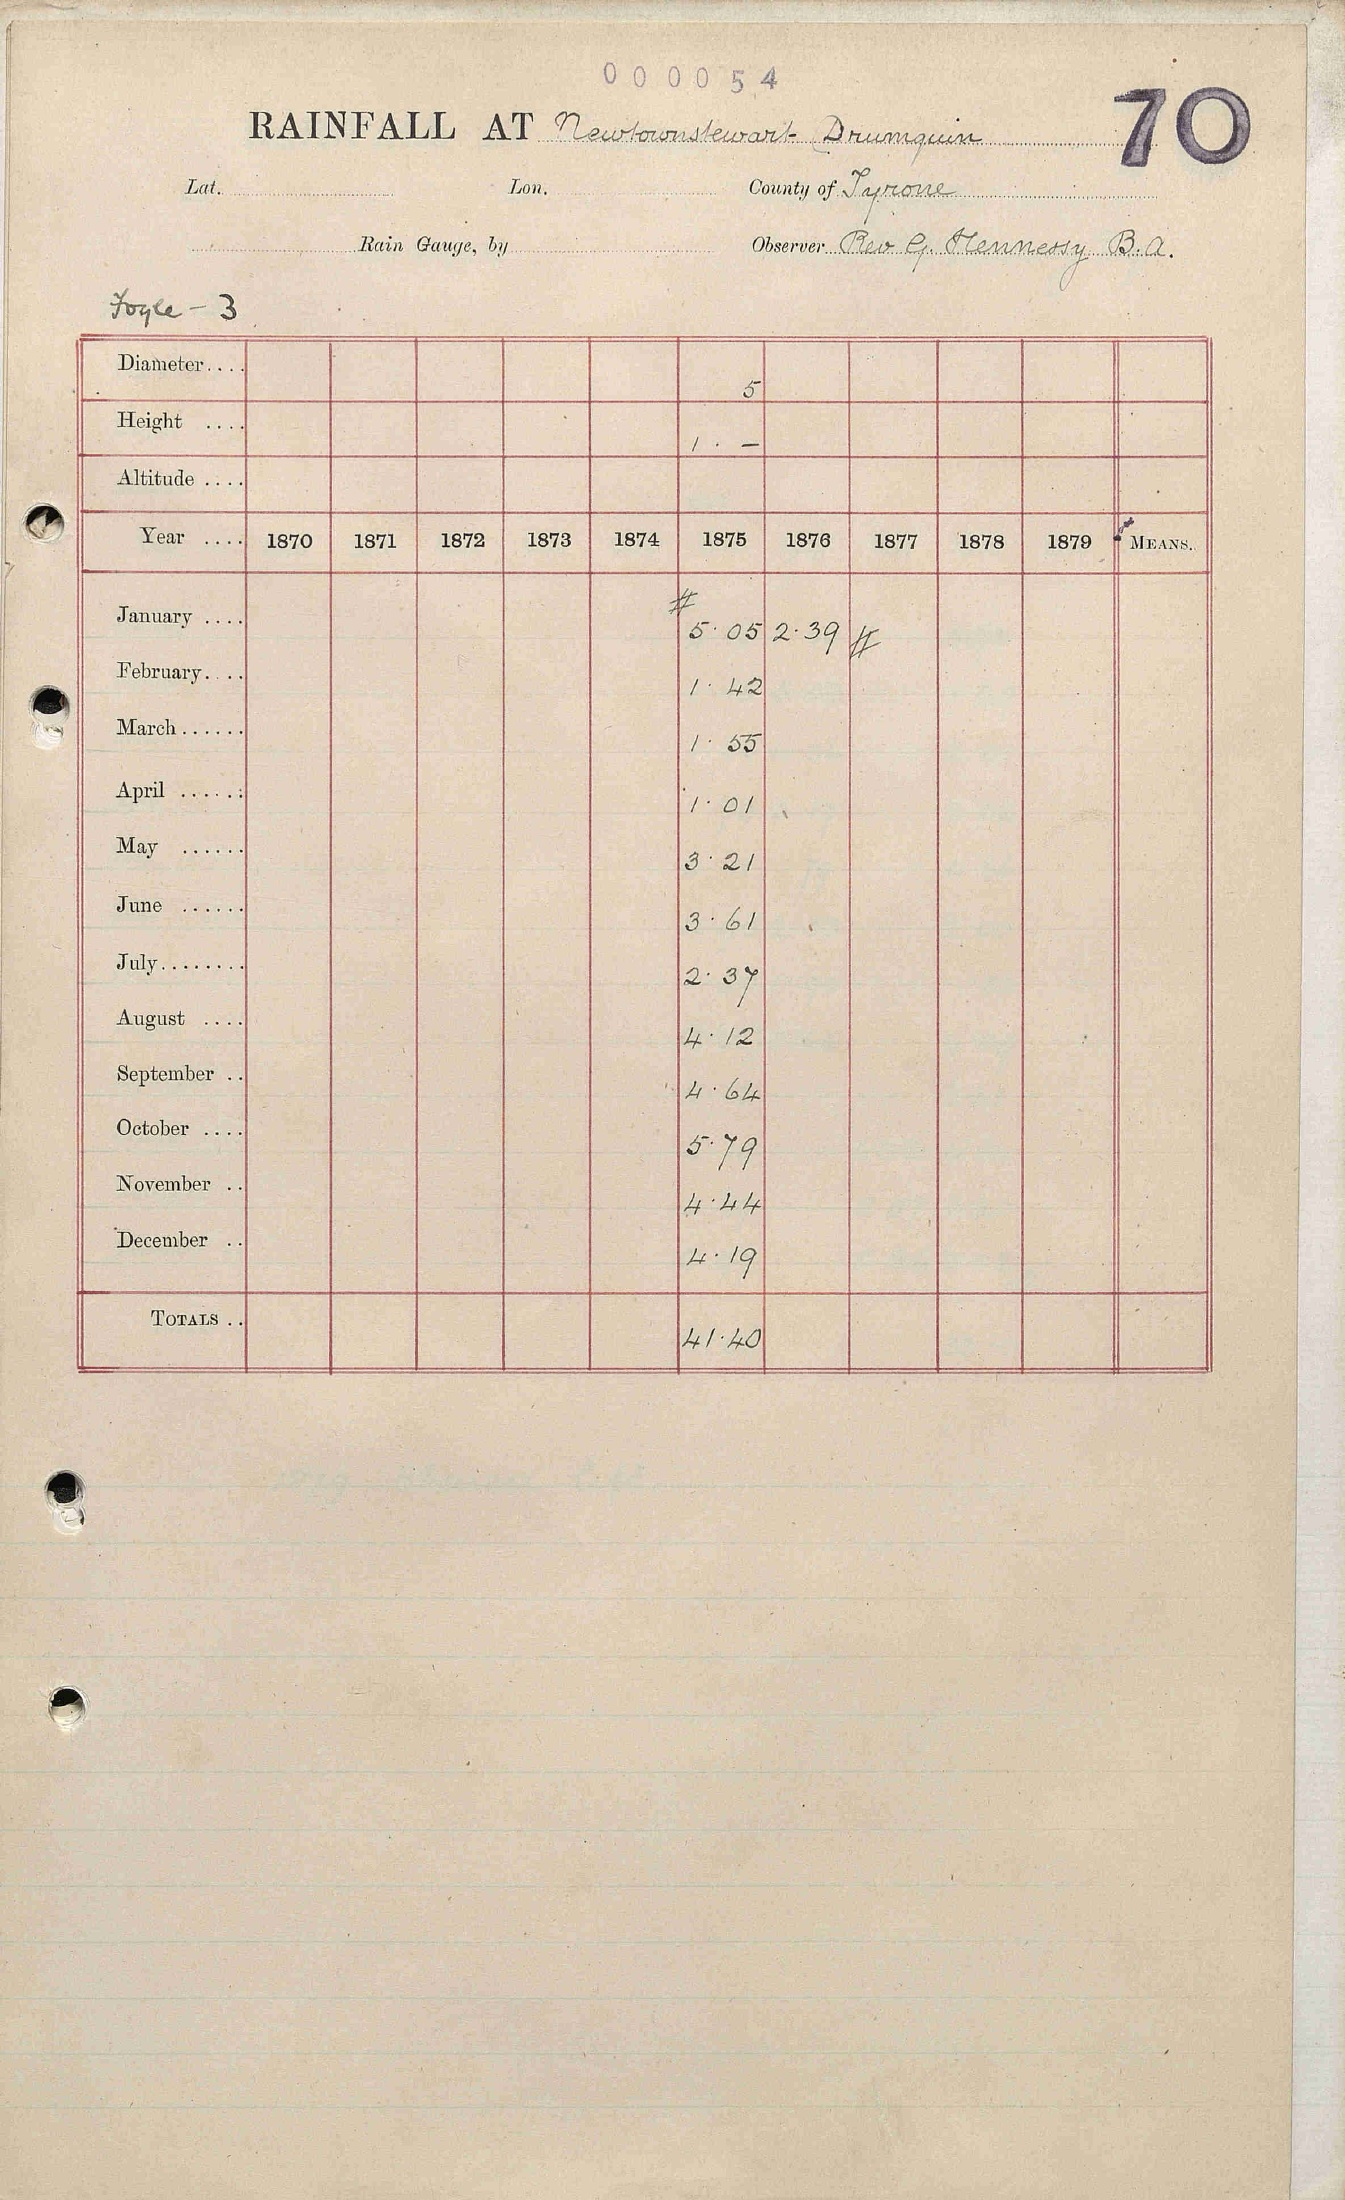 000054
70
RAINFALL AT Newtownstewart Drumquin
Lat. Lon. County of Tyrone
Rain Gauge, by Observer Rev G. Hennessy B.A.
Foyle - 3
Diameter.... 5
Height .... 1 · —
Altitude ....
Year .... 1870 1871 1872 1873 1874 1875 1876 1877 1878 1879 MEANS.
January .... # 5·05 2·39 #
February.... 1·42
March...... 1·55
April ...... 1·01
May ...... 3·21
June ...... 3·61
July........ 2·37
August .... 4·12
September .. 4·64
October .... 5·79
November .. 4·44
December .. 4·19
TOTALS .. 41·40